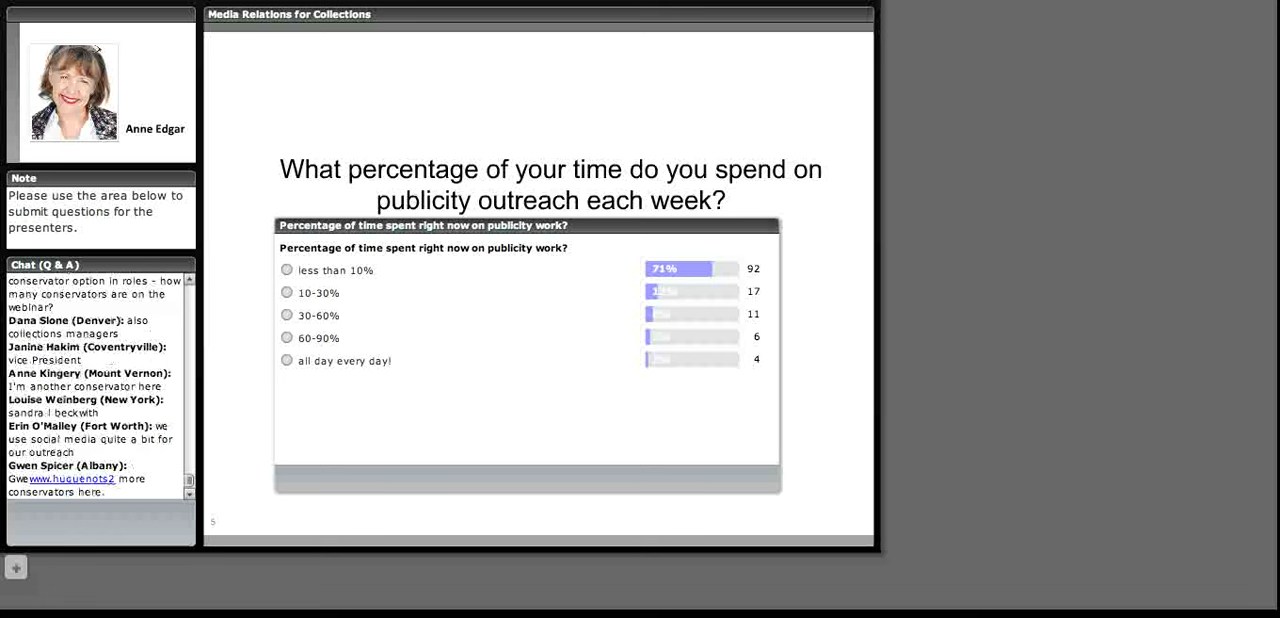 Media Relations for Collections
Anne Edgar
Note
Please use the area below to
submit questions for the
presenters.
Chat (Q & A)
conservator option in roles - how
many conservators are on the
webinar?
Dana Slone (Denver): also
collections managers
Janine Hakim (Coventryville):
vice President
Anne Kingery (Mount Vernon):
I'm another conservator here
Louise Weinberg (New York):
sandra l beckwith
Erin O'Malley (Fort Worth): we
use social media quite a bit for
our outreach
Gwen Spicer (Albany):
Gwewww.huguenots2 more
conservators here.
What percentage of your time do you spend on
publicity outreach each week?
Percentage of time spent right now on publicity work?
Percentage of time spent right now on publicity work?
less than 10% 71% 92
10-30% 17
30-60% 11
60-90% 6
all day every day! 4
5